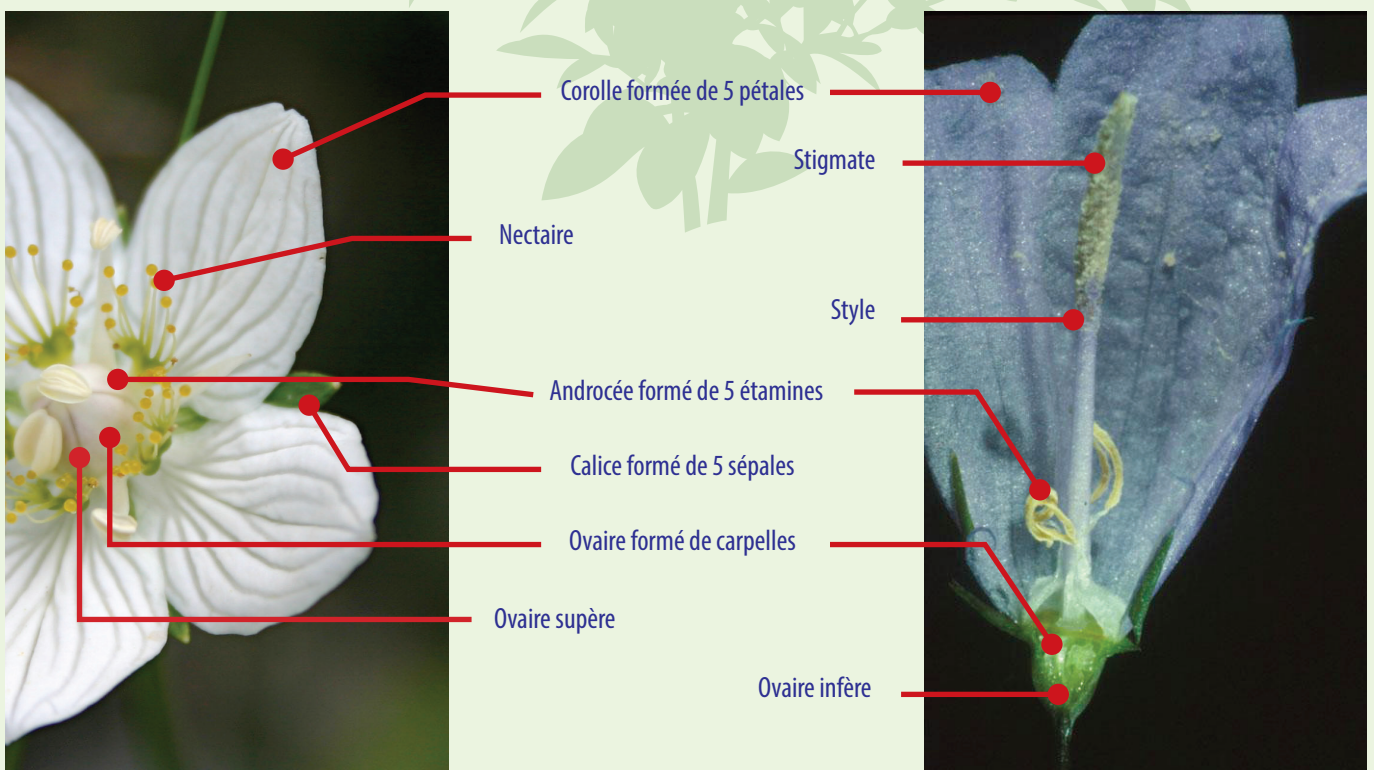 Corolle formée de 5 pétales
Stigmate
Nectaire
Style
Androcée formé de 5 étamines
Calice formé de 5 sépales
Ovaire formé de carpelles
Ovaire supère
Ovaire infère